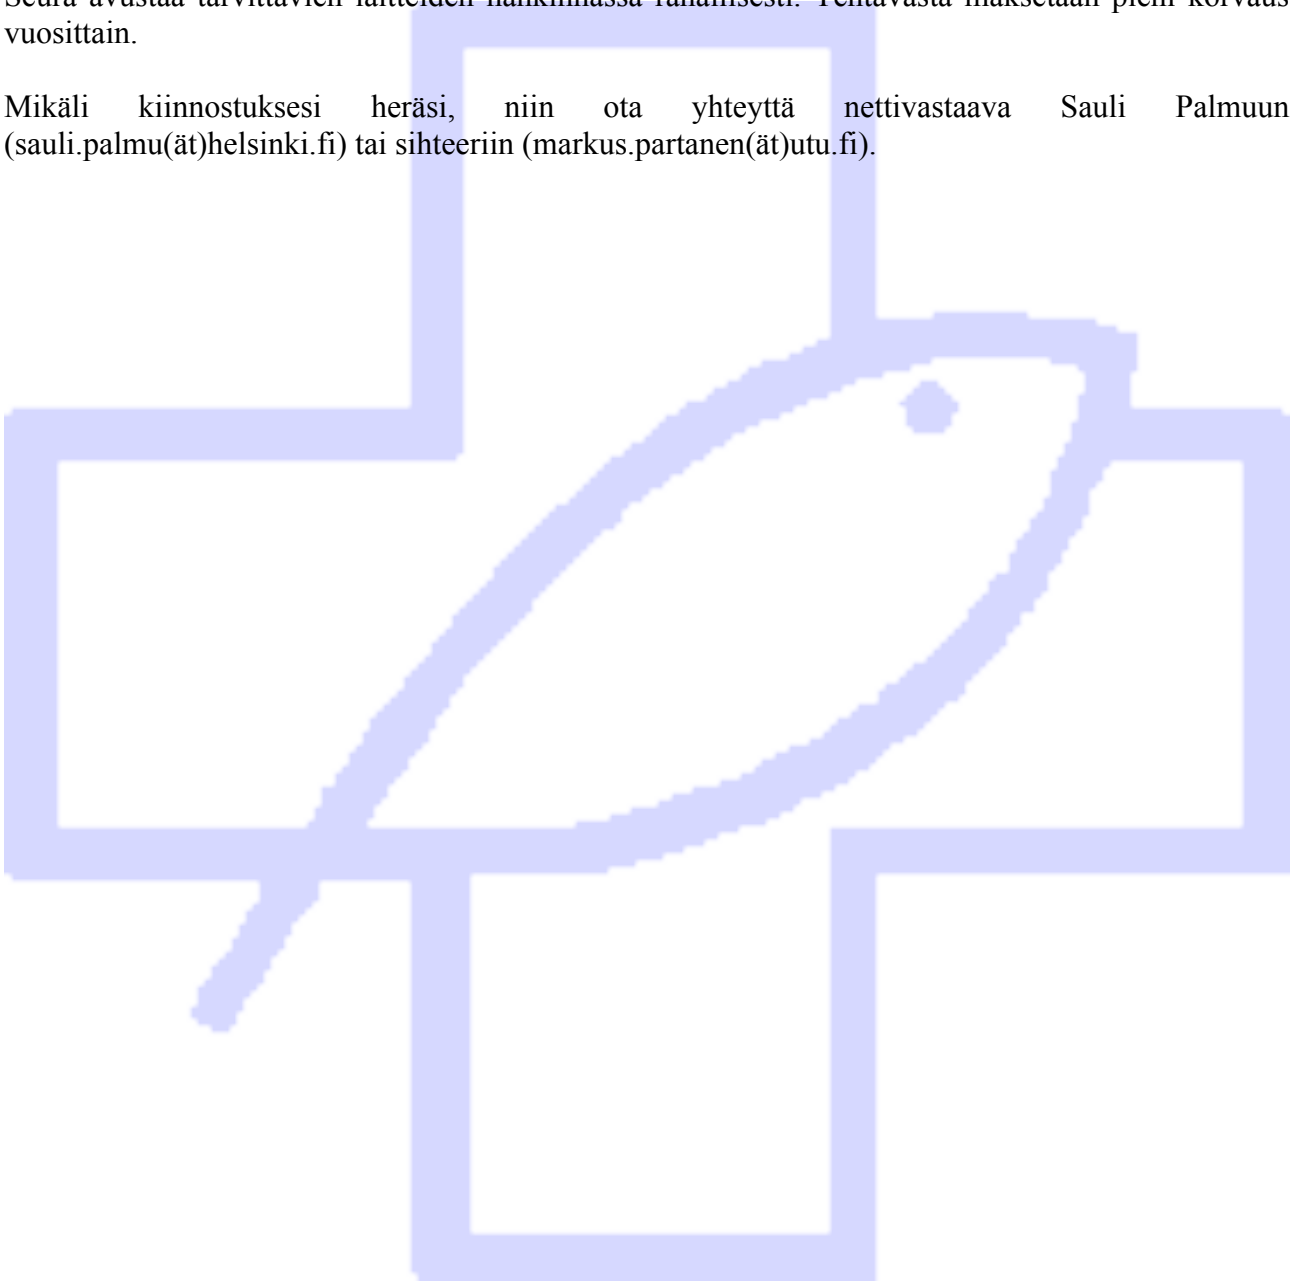 Seura avustaa tarvittavien laitteiden hankinnassa rahallisesti. Tehtävästä maksetaan pieni korvaus
vuosittain.
Mikäli kiinnostuksesi heräsi, niin ota yhteyttä nettivastaava Sauli Palmuun
(sauli.palmu(ät)helsinki.fi) tai sihteeriin (markus.partanen(ät)utu.fi).